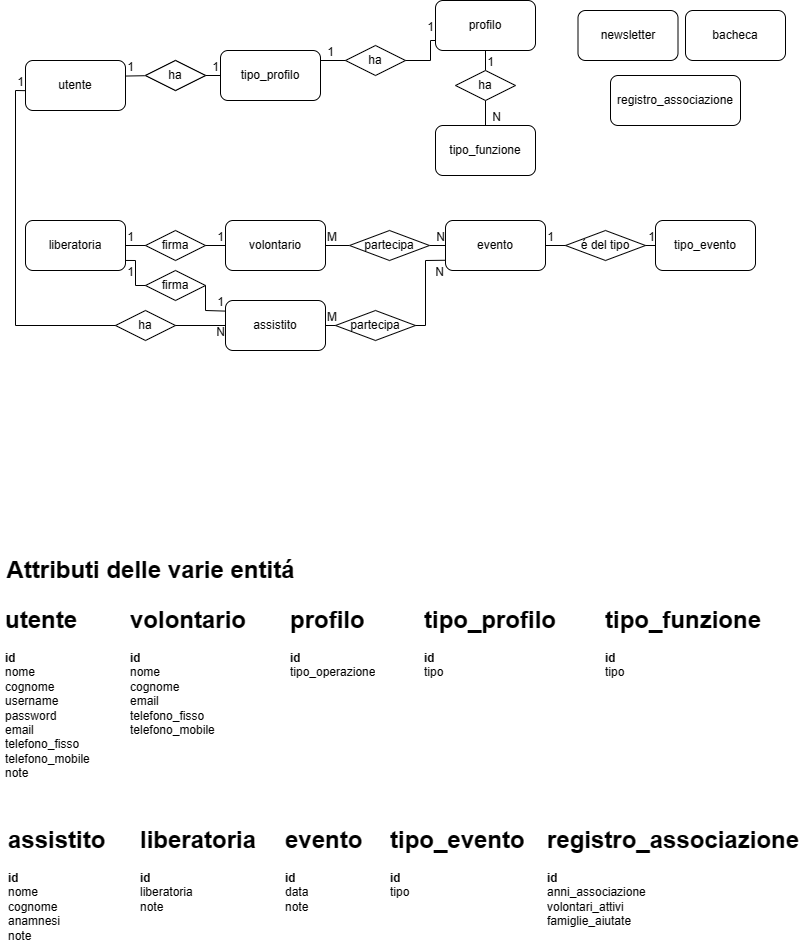 profilo
newsletter
bacheca
1
1
1
1
1
1
utente
ha
tipo_profilo
ha
1
ha
registro_associazione
N
tipo_funzione
liberatoria
1
firma
1
volontario
M
partecipa
N
evento
1
é del tipo
1
tipo_evento
1
firma
1
N
ha
N
assistito
M
partecipa
Attributi delle varie entitá
utente
id
nome
cognome
username
password
email
telefono_fisso
telefono_mobile
note
volontario
id
nome
cognome
email
telefono_fisso
telefono_mobile
profilo
id
tipo_operazione
tipo_profilo
id
tipo
tipo_funzione
id
tipo
assistito
id
nome
cognome
anamnesi
note
liberatoria
id
liberatoria
note
evento
id
data
note
tipo_evento
id
tipo
registro_associazione
id
anni_associazione
volontari_attivi
famiglie_aiutate